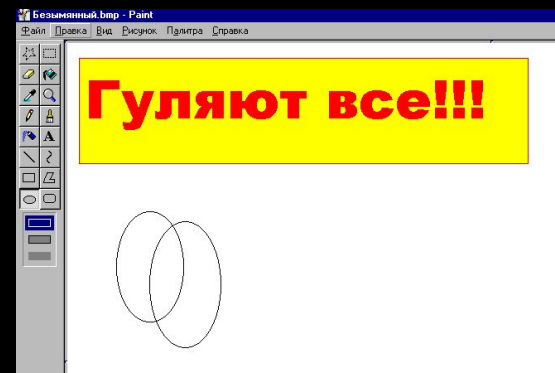 Безымянный.bmp - Paint
Файл Правка Вид Рисунок Палитра Справка
A
Гуляют все!!!